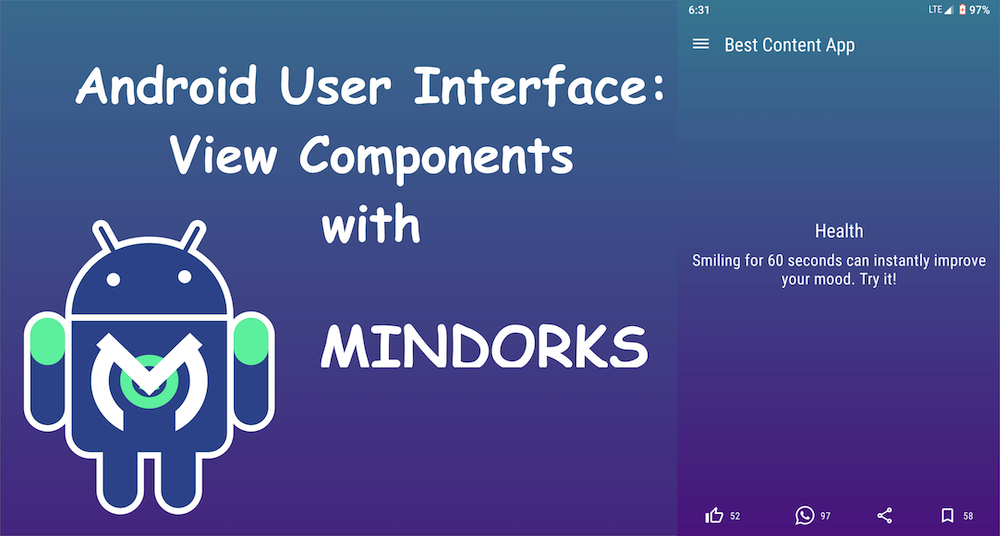 Android User Interface:
View Components
with
MINDORKS
6:31
LTE 97%
Best Content App
Health
Smiling for 60 seconds can instantly improve
your mood. Try it!
52 97 58